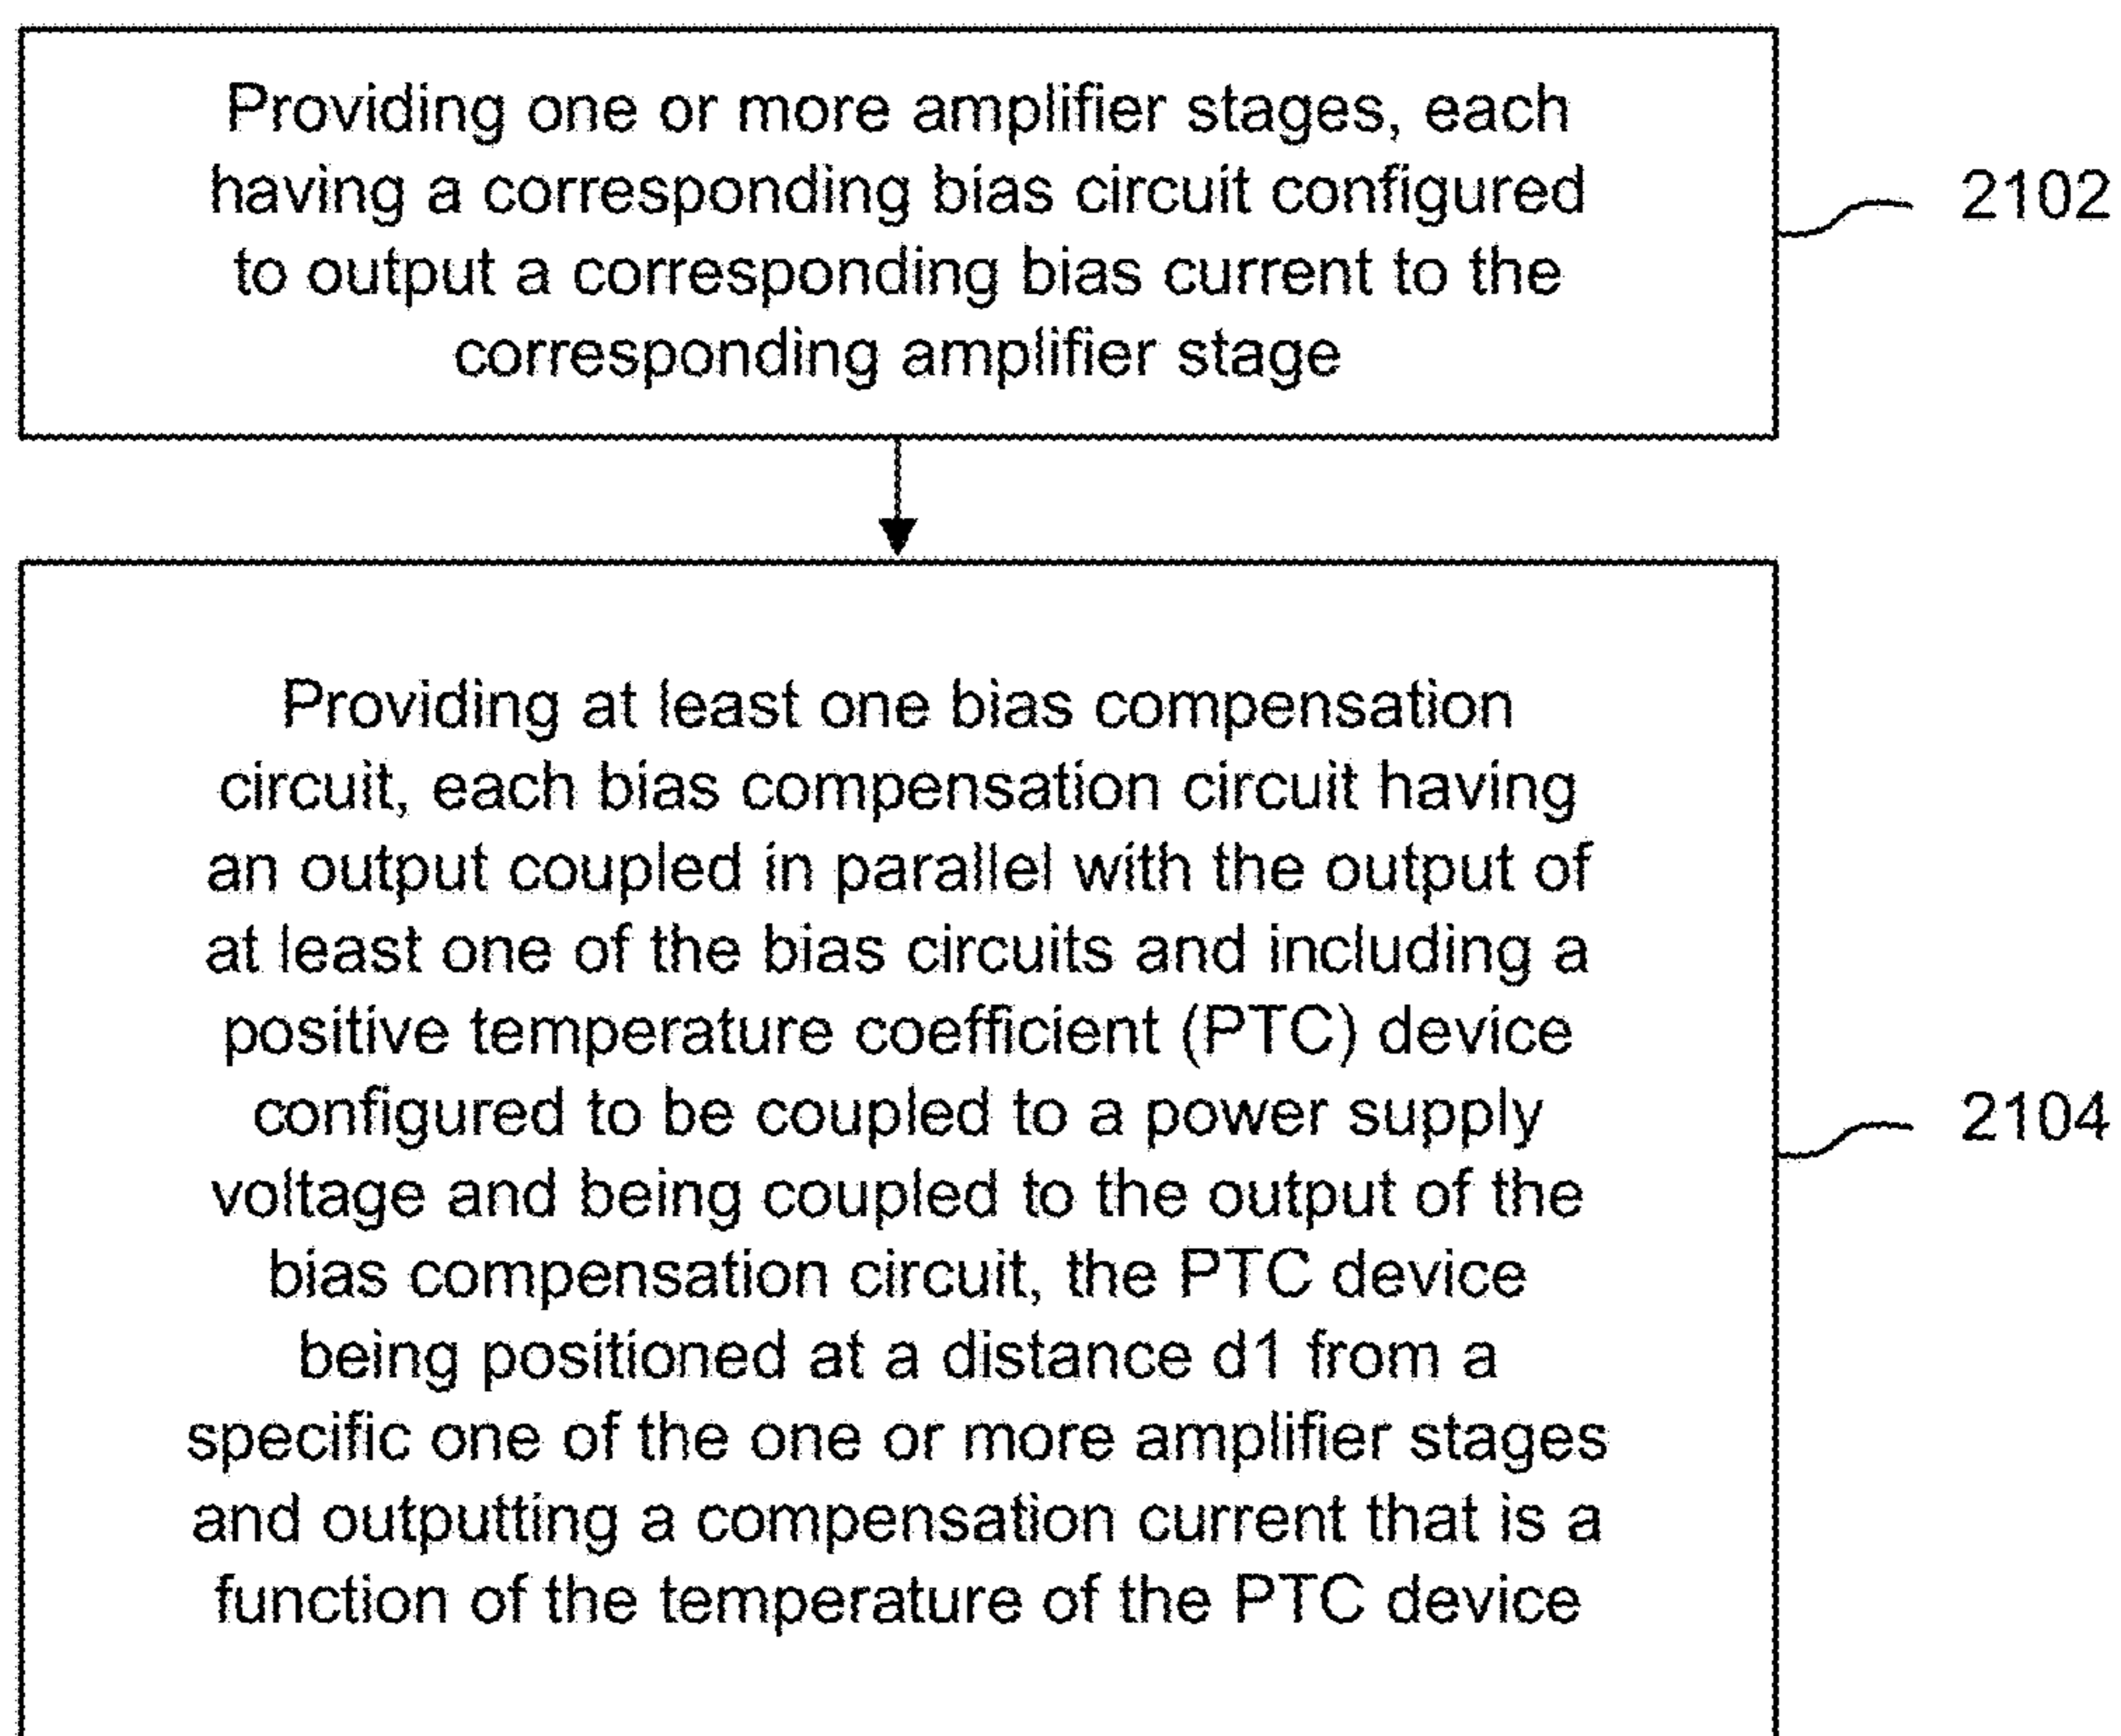 Providing one or more amplifier stages, each
having a corresponding bias circuit configured
to output a corresponding bias current to the
corresponding amplifier stage
2102
Providing at least one bias compensation
circuit, each bias compensation circuit having
an output coupled in parallel with the output of
at least one of the bias circuits and including a
positive temperature coefficient (PTC) device
configured to be coupled to a power supply
voltage and being coupled to the output of the
bias compensation circuit, the PTC device
being positioned at a distance d1 from a
specific one of the one or more amplifier stages
and outputting a compensation current that is a
function of the temperature of the PTC device
2104